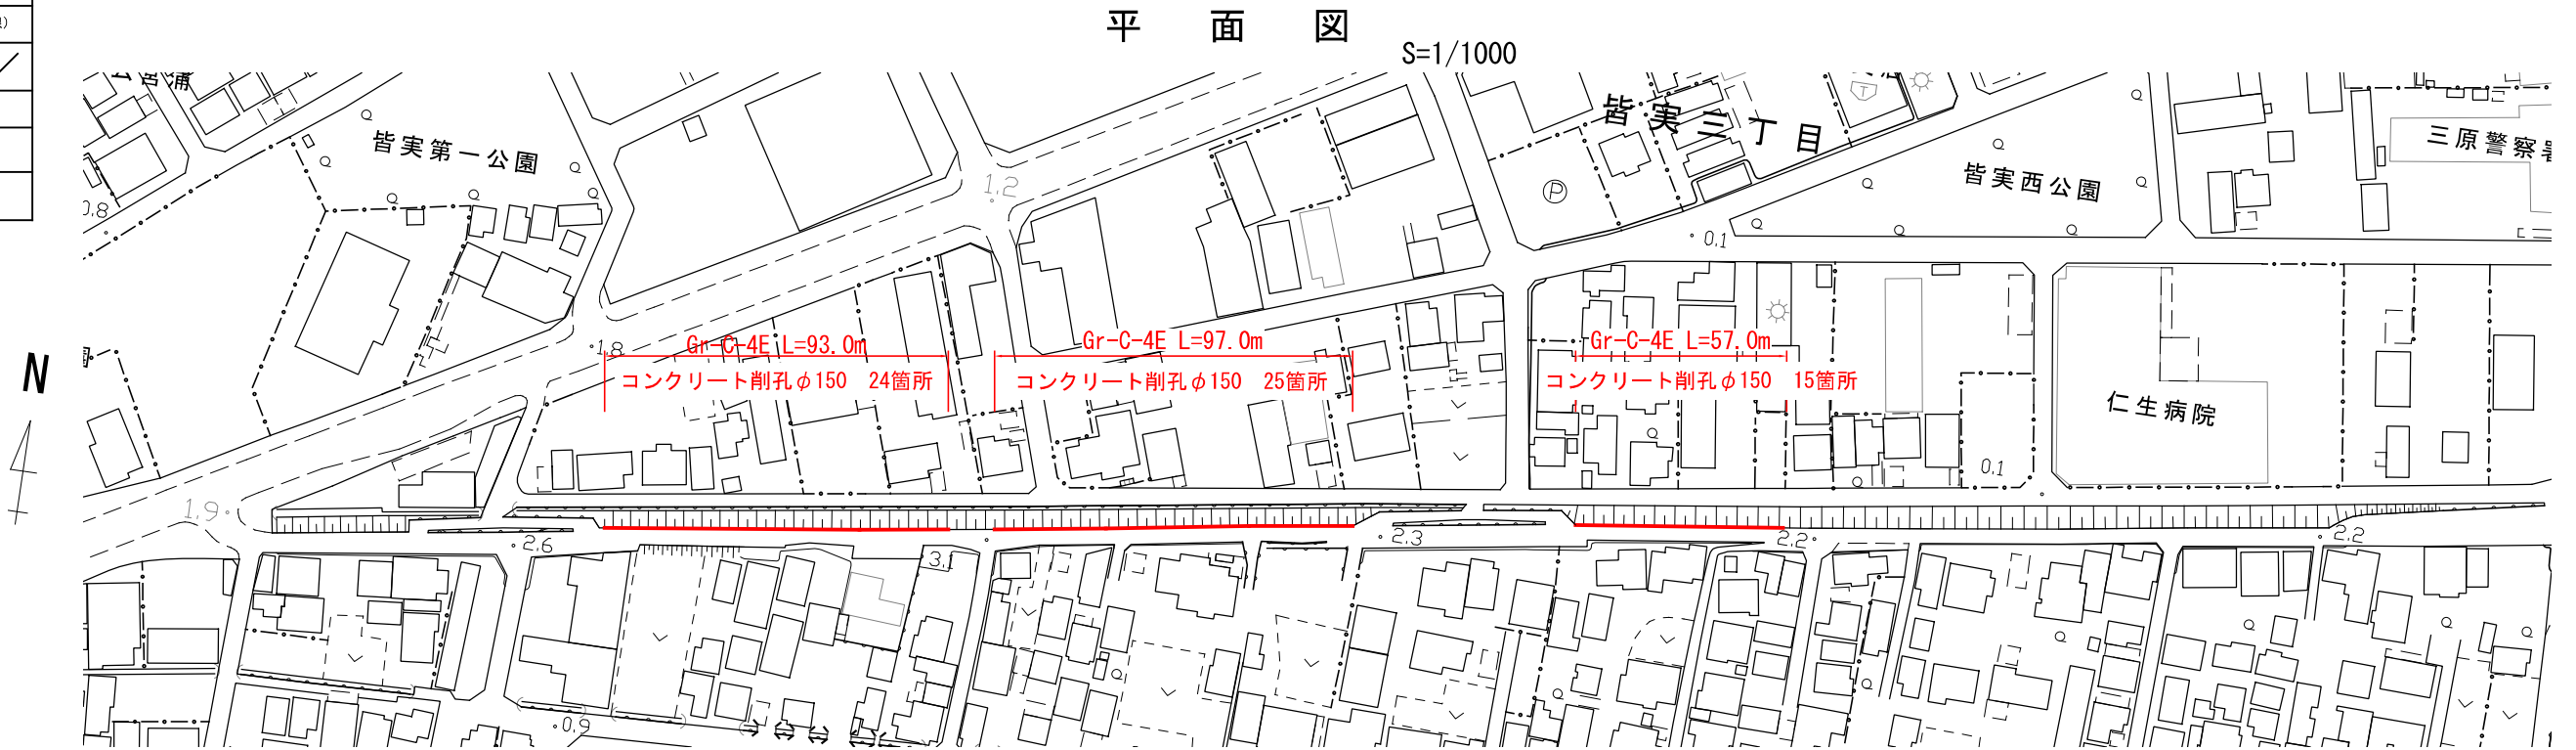 平面図
S=1/1000
皆実第一公園
皆実三丁目
皆実西公園
三原警察
1.2
P
0.8
0.1
1.8
Gr-C-4E L=93.0m
コンクリート削孔φ150 24箇所
Gr-C-4E L=97.0m
コンクリート削孔φ150 25箇所
Gr-C-4E L=57.0m
コンクリート削孔φ150 15箇所
N
仁生病院
0.1
1.9
2.6
3.1
2.3
2.2
2.2
0.9